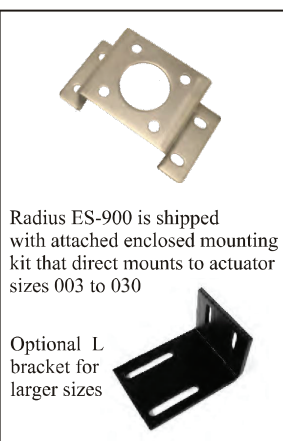 Radius ES-900 is shipped
with attached enclosed mounting
kit that direct mounts to actuator
sizes 003 to 030
Optional L
bracket for
larger sizes